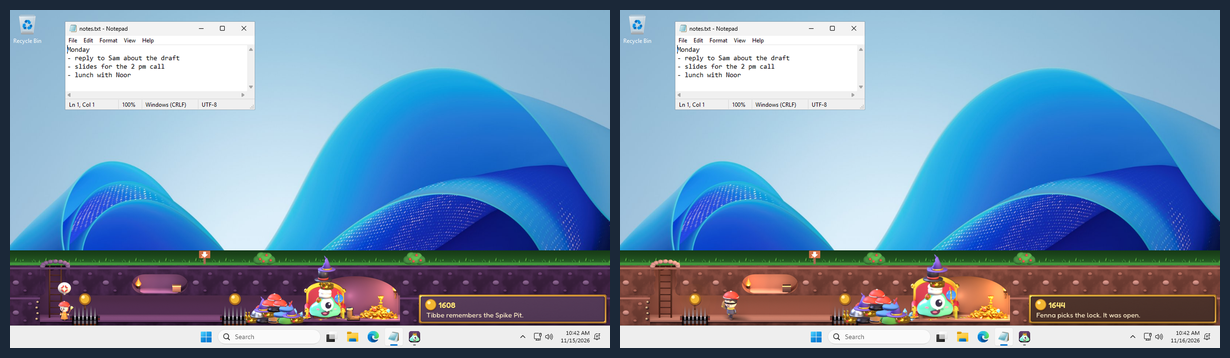 Recycle Bin
notes.txt - Notepad
File Edit Format View Help
Monday
- reply to Sam about the draft
- slides for the 2 pm call
- lunch with Noor
Ln 1, Col 1 100% Windows (CRLF) UTF-8
1608
Tibbe remembers the Spike Pit.
Search
10:42 AM
11/15/2026
Recycle Bin
notes.txt - Notepad
File Edit Format View Help
Monday
- reply to Sam about the draft
- slides for the 2 pm call
- lunch with Noor
Ln 1, Col 1 100% Windows (CRLF) UTF-8
1644
Fenna picks the lock. It was open.
Search
10:42 AM
11/16/2026